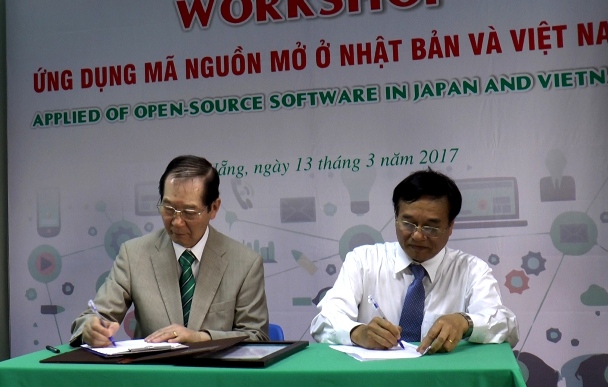 WORKSHOP
ỨNG DỤNG MÃ NGUỒN MỞ Ở NHẬT BẢN VÀ VIỆT NA
APPLIED OF OPEN-SOURCE SOFTWARE IN JAPAN AND VIETN
ẵng, ngày 13 tháng 3 năm 2017